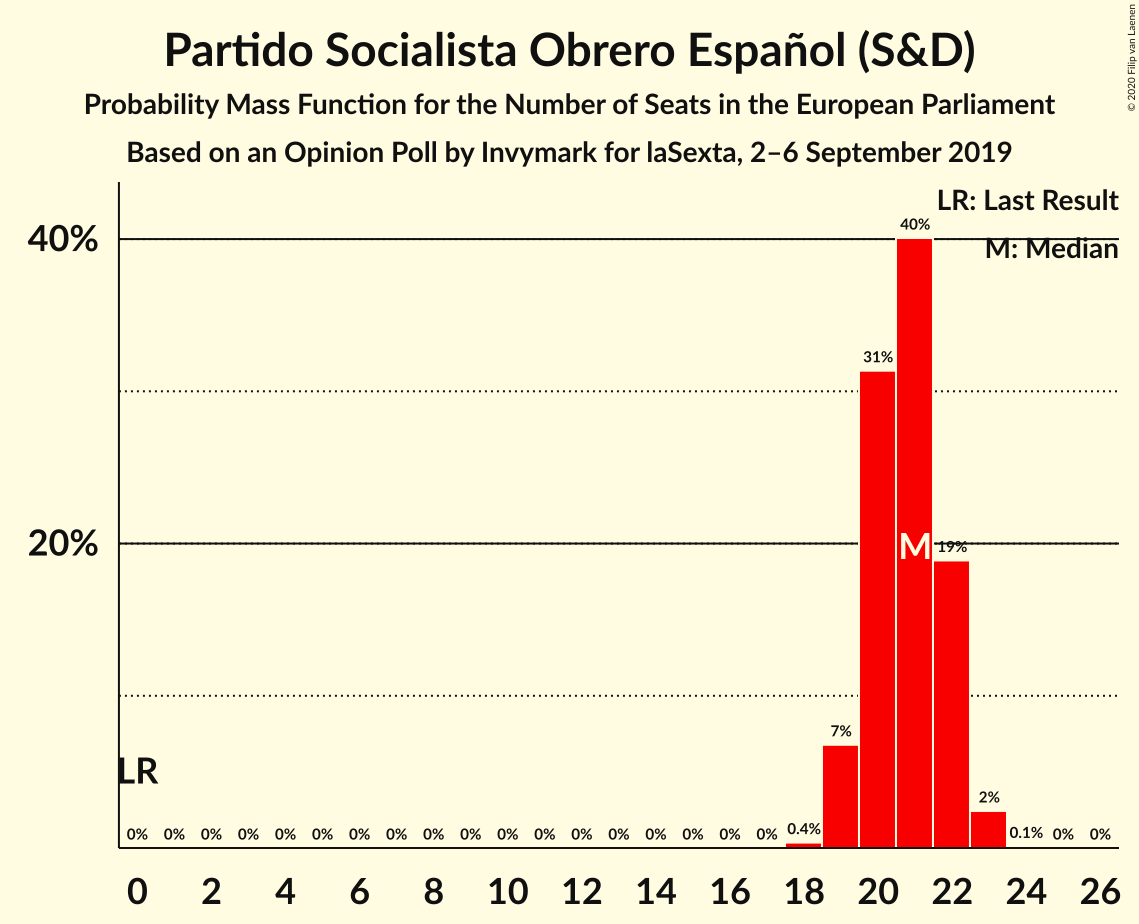 Partido Socialista Obrero Español (S&D)
Probability Mass Function for the Number of Seats in the European Parliament
Based on an Opinion Poll by Invymark for laSexta, 2–6 September 2019
© 2020 Filip van Laenen
LR: Last Result
M: Median
40%
20%
40%
31%
M
19%
7%
LR
2%
0% 0% 0% 0% 0% 0% 0% 0% 0% 0% 0% 0% 0% 0% 0% 0% 0% 0% 0.4% 0.1% 0% 0%
0 2 4 6 8 10 12 14 16 18 20 22 24 26